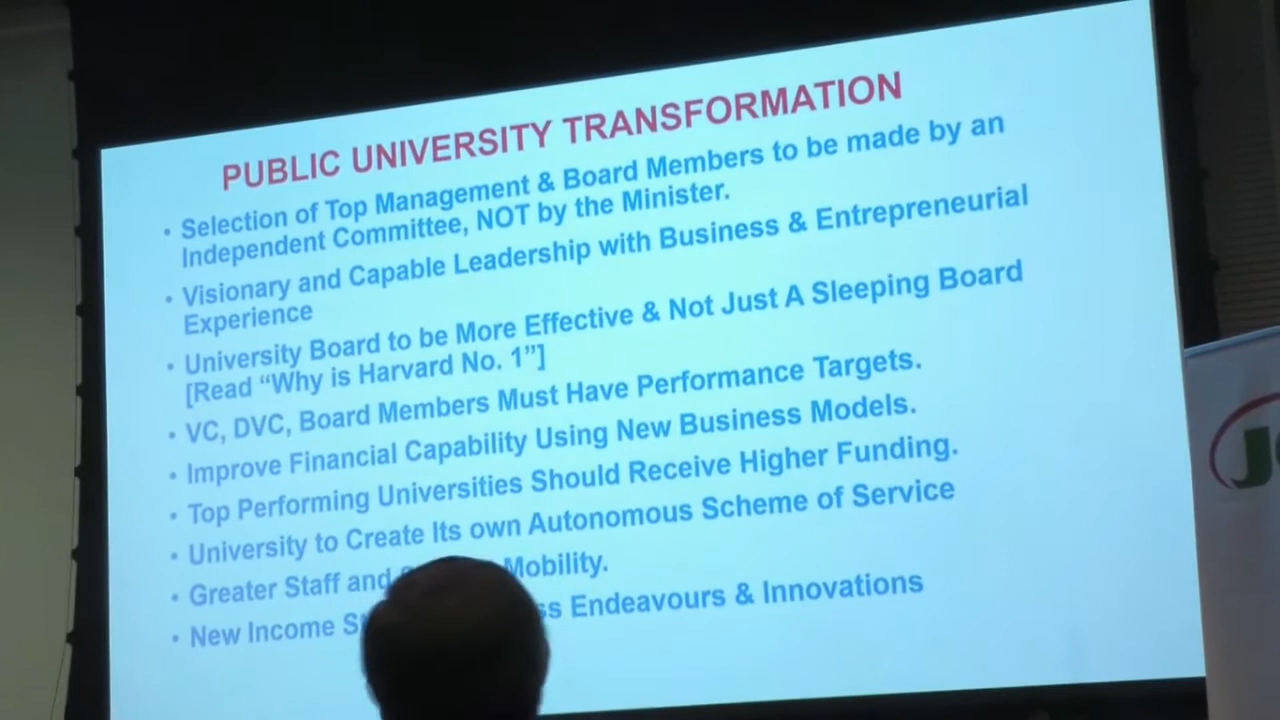 PUBLIC UNIVERSITY TRANSFORMATION
• Selection of Top Management & Board Members to be made by an
Independent Committee, NOT by the Minister.
• Visionary and Capable Leadership with Business & Entrepreneurial
Experience
• University Board to be More Effective & Not Just A Sleeping Board
[Read “Why is Harvard No. 1”]
• VC, DVC, Board Members Must Have Performance Targets.
• Improve Financial Capability Using New Business Models.
• Top Performing Universities Should Receive Higher Funding.
• University to Create Its own Autonomous Scheme of Service
• Greater Staff and Mobility.
• New Income Endeavours & Innovations